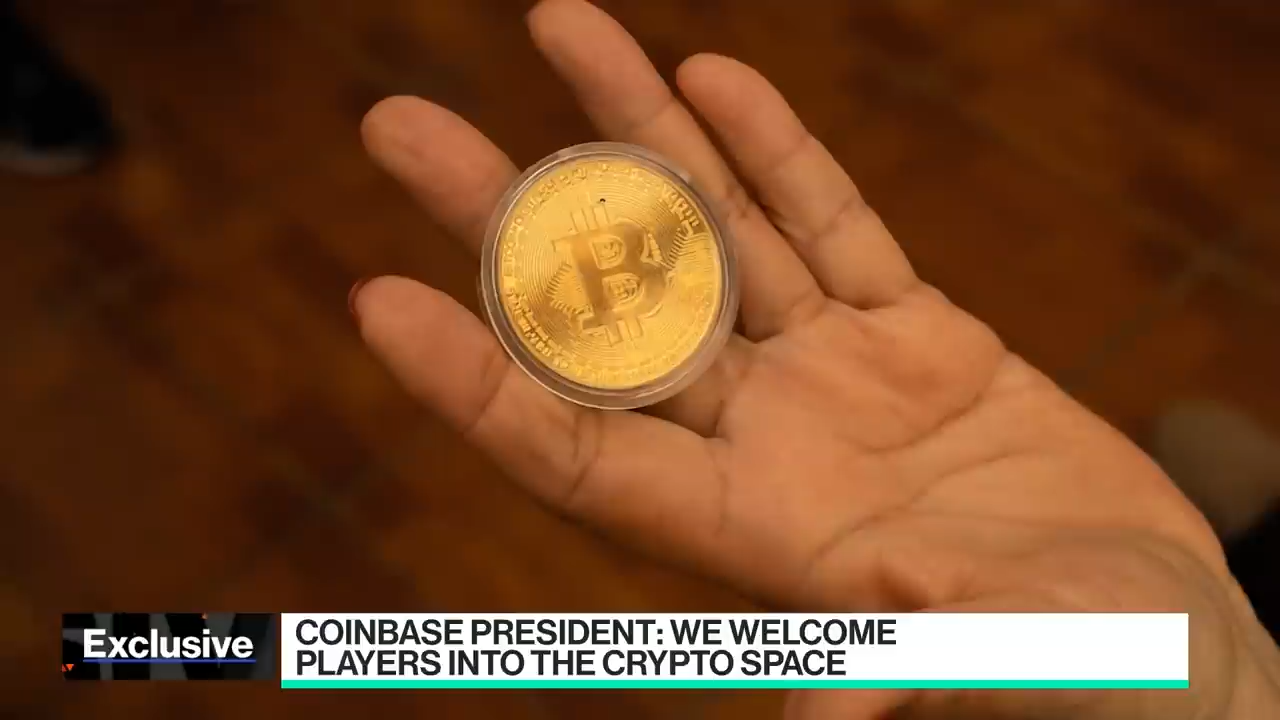 Exclusive
COINBASE PRESIDENT: WE WELCOME
PLAYERS INTO THE CRYPTO SPACE